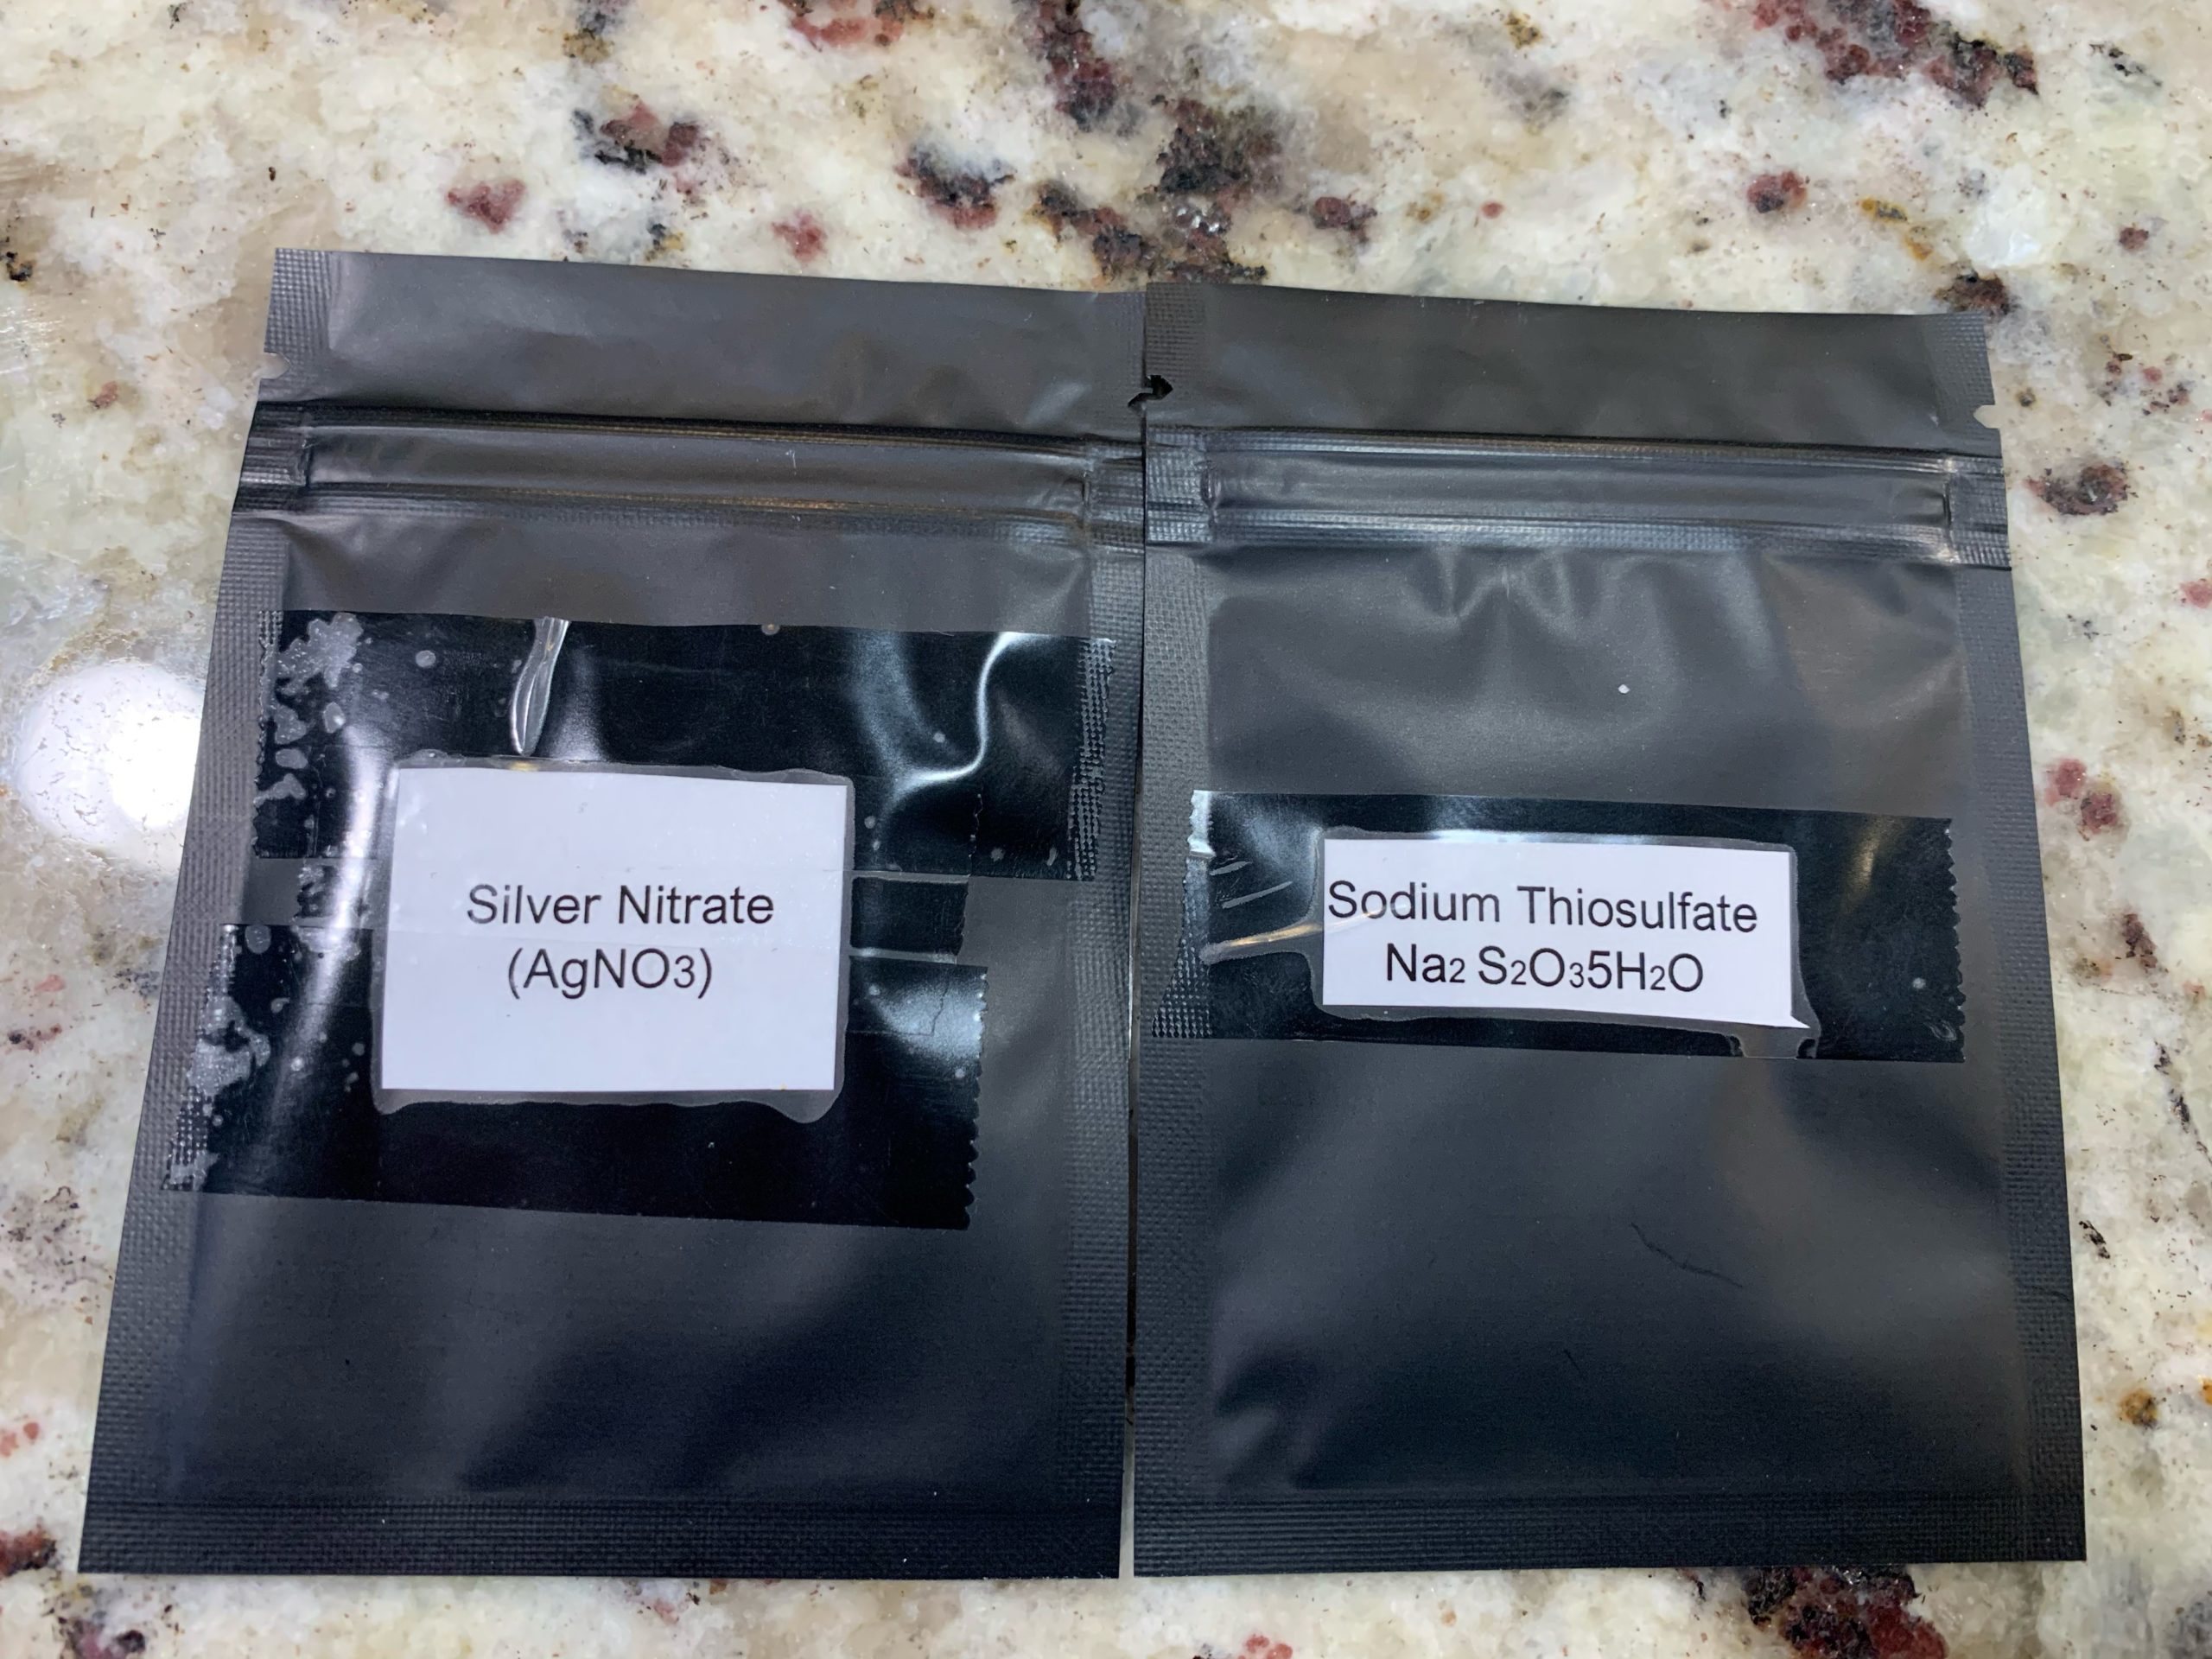 Silver Nitrate
(AgNO3)
Sodium Thiosulfate
Na2 S2O35H2O